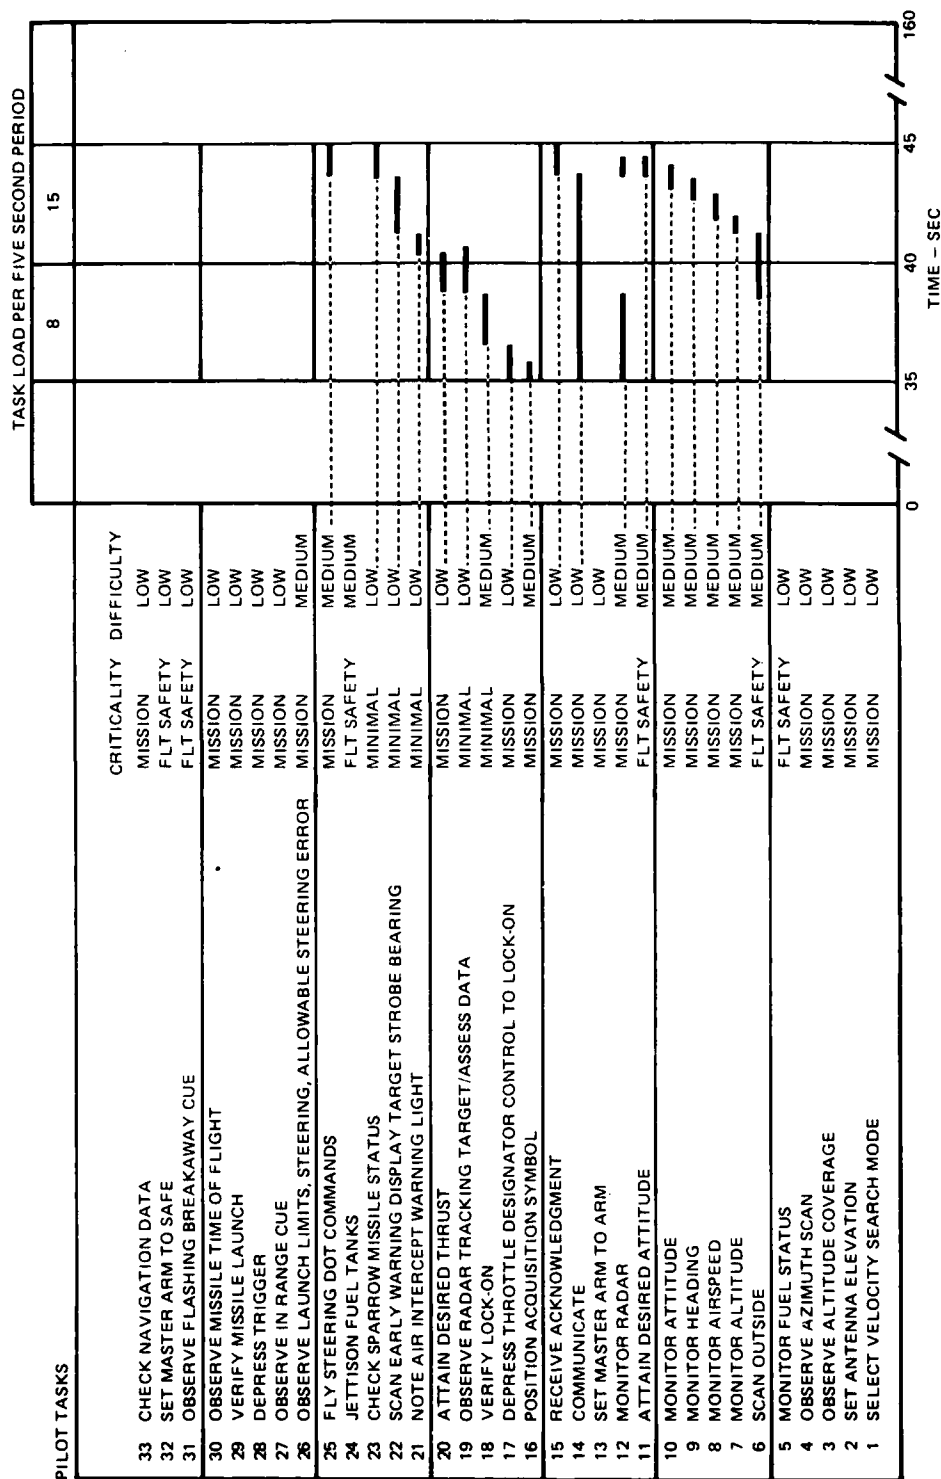 TASK LOAD PER FIVE SECOND PERIOD
8 15
PILOT TASKS
CRITICALITY DIFFICULTY
33 CHECK NAVIGATION DATA MISSION LOW
32 SET MASTER ARM TO SAFE FLT SAFETY LOW
31 OBSERVE FLASHING BREAKAWAY CUE FLT SAFETY LOW
30 OBSERVE MISSILE TIME OF FLIGHT MISSION LOW
29 VERIFY MISSILE LAUNCH MISSION LOW
28 DEPRESS TRIGGER MISSION LOW
27 OBSERVE IN RANGE CUE MISSION LOW
26 OBSERVE LAUNCH LIMITS, STEERING, ALLOWABLE STEERING ERROR MISSION MEDIUM
25 FLY STEERING DOT COMMANDS MISSION MEDIUM
24 JETTISON FUEL TANKS FLT SAFETY MEDIUM
23 CHECK SPARROW MISSILE STATUS MINIMAL LOW
22 SCAN EARLY WARNING DISPLAY TARGET STROBE BEARING MINIMAL LOW
21 NOTE AIR INTERCEPT WARNING LIGHT MINIMAL LOW
20 ATTAIN DESIRED THRUST MISSION LOW
19 OBSERVE RADAR TRACKING TARGET/ASSESS DATA MINIMAL LOW
18 VERIFY LOCK-ON MINIMAL MEDIUM
17 DEPRESS THROTTLE DESIGNATOR CONTROL TO LOCK-ON MISSION LOW
16 POSITION ACQUISITION SYMBOL MISSION MEDIUM
15 RECEIVE ACKNOWLEDGMENT MISSION LOW
14 COMMUNICATE MISSION LOW
13 SET MASTER ARM TO ARM MISSION LOW
12 MONITOR RADAR MISSION MEDIUM
11 ATTAIN DESIRED ATTITUDE FLT SAFETY MEDIUM
10 MONITOR ATTITUDE MISSION MEDIUM
9 MONITOR HEADING MISSION MEDIUM
8 MONITOR AIRSPEED MISSION MEDIUM
7 MONITOR ALTITUDE MISSION MEDIUM
6 SCAN OUTSIDE FLT SAFETY MEDIUM
5 MONITOR FUEL STATUS FLT SAFETY LOW
4 OBSERVE AZIMUTH SCAN MISSION LOW
3 OBSERVE ALTITUDE COVERAGE MISSION LOW
2 SET ANTENNA ELEVATION MISSION LOW
1 SELECT VELOCITY SEARCH MODE MISSION LOW
0 35 40 45 160
TIME – SEC